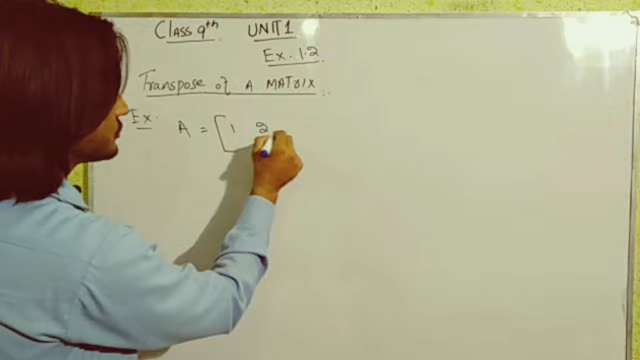 Class 9th UNIT 1
Ex. 1.2
Transpose of A MATRIX
Ex.
A = [ 1 2